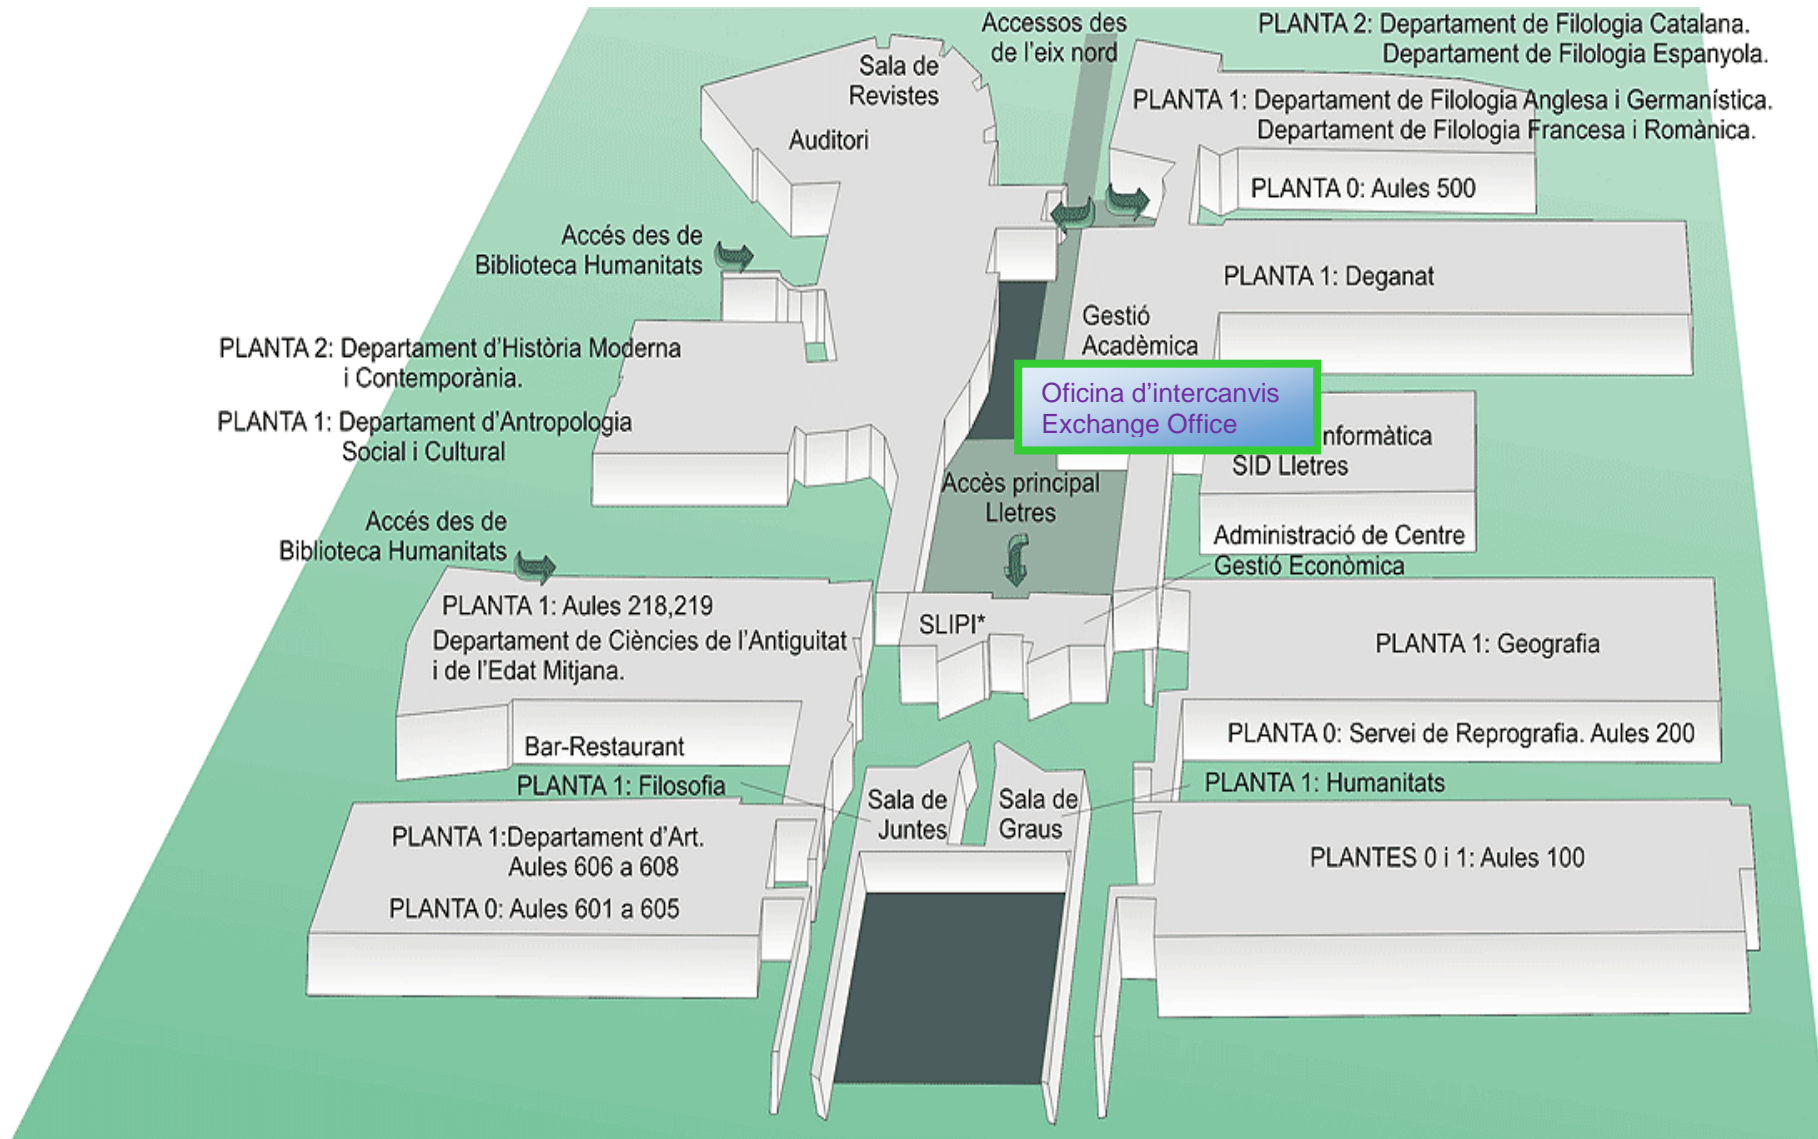 Accessos des
de l'eix nord
PLANTA 2: Departament de Filologia Catalana.
Departament de Filologia Espanyola.
PLANTA 1: Departament de Filologia Anglesa i Germanística.
Departament de Filologia Francesa i Romànica.
PLANTA 0: Aules 500
Sala de
Revistes
Auditori
Accés des de
Biblioteca Humanitats
PLANTA 1: Deganat
Gestió
Acadèmica
PLANTA 2: Departament d'Història Moderna
i Contemporània.
PLANTA 1: Departament d'Antropologia
Social i Cultural
Oficina d'intercanvis
Exchange Office
nformàtica
SID Lletres
Accès principal
Lletres
Administració de Centre
Gestió Econòmica
Accés des de
Biblioteca Humanitats
PLANTA 1: Aules 218,219
Departament de Ciències de l'Antiguitat
i de l'Edat Mitjana.
SLIPI*
PLANTA 1: Geografia
Bar-Restaurant
PLANTA 0: Servei de Reprografia. Aules 200
PLANTA 1: Filosofia
Sala de
Juntes
Sala de
Graus
PLANTA 1: Humanitats
PLANTA 1:Departament d'Art.
Aules 606 a 608
PLANTA 0: Aules 601 a 605
PLANTES 0 i 1: Aules 100